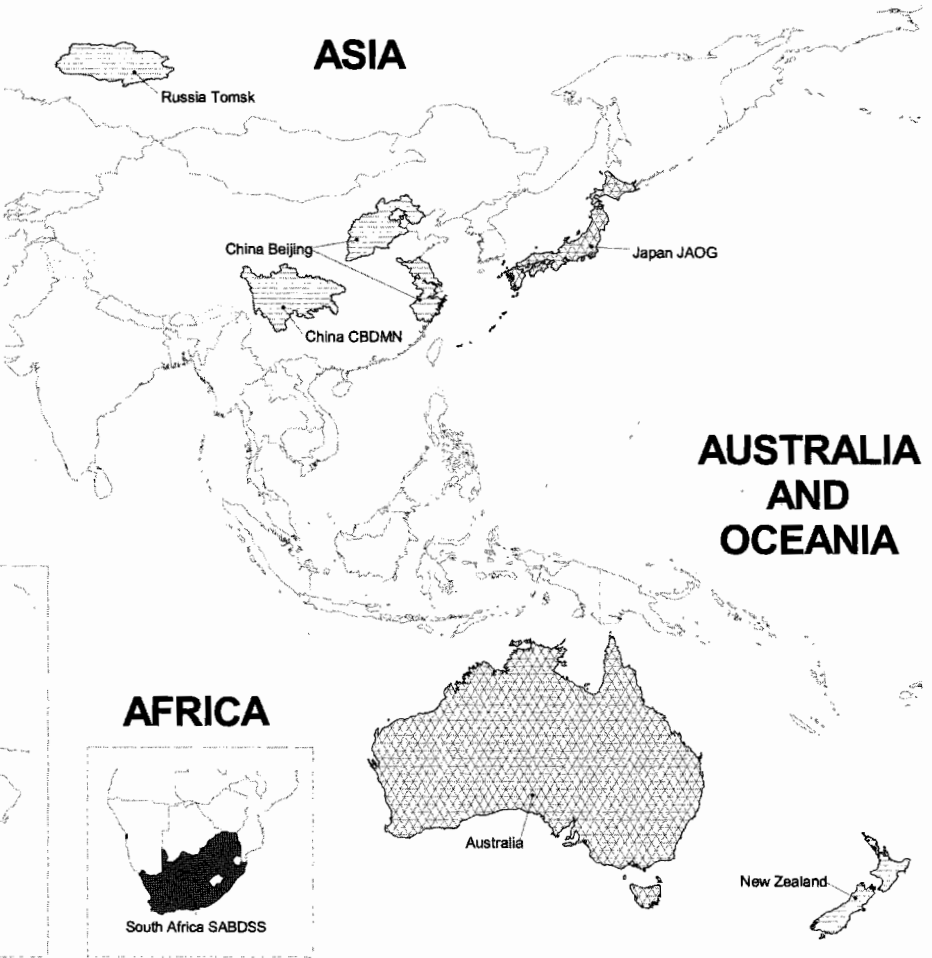 ASIA
Russia Tomsk
China Beijing
Japan JAOG
China CBDMN
AUSTRALIA
AND
OCEANIA
AFRICA
Australia
New Zealand
South Africa SABDSS